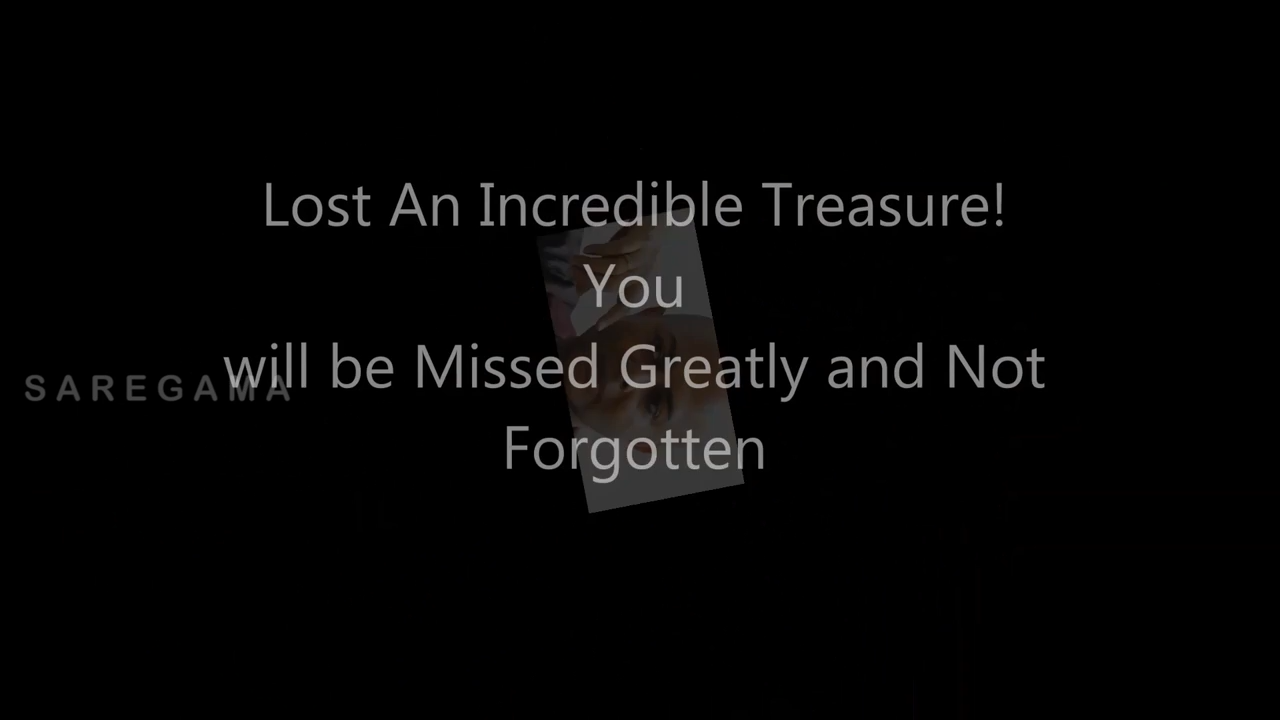 Lost An Incredible Treasure!
You
will be Missed Greatly and Not
SAREGAMA
Forgotten